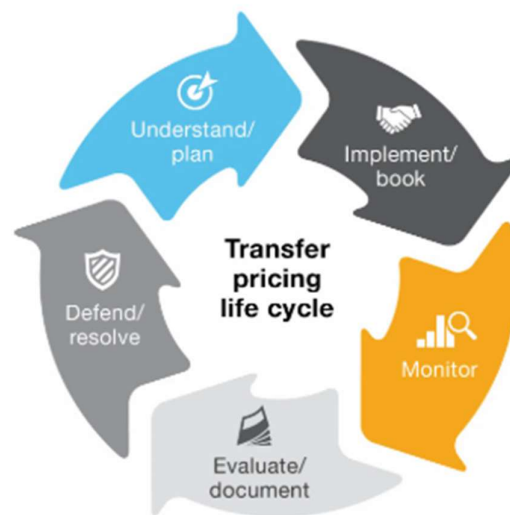 Understand/
plan
Implement/
book
Transfer
pricing
life cycle
Monitor
Evaluate/
document
Defend/
resolve